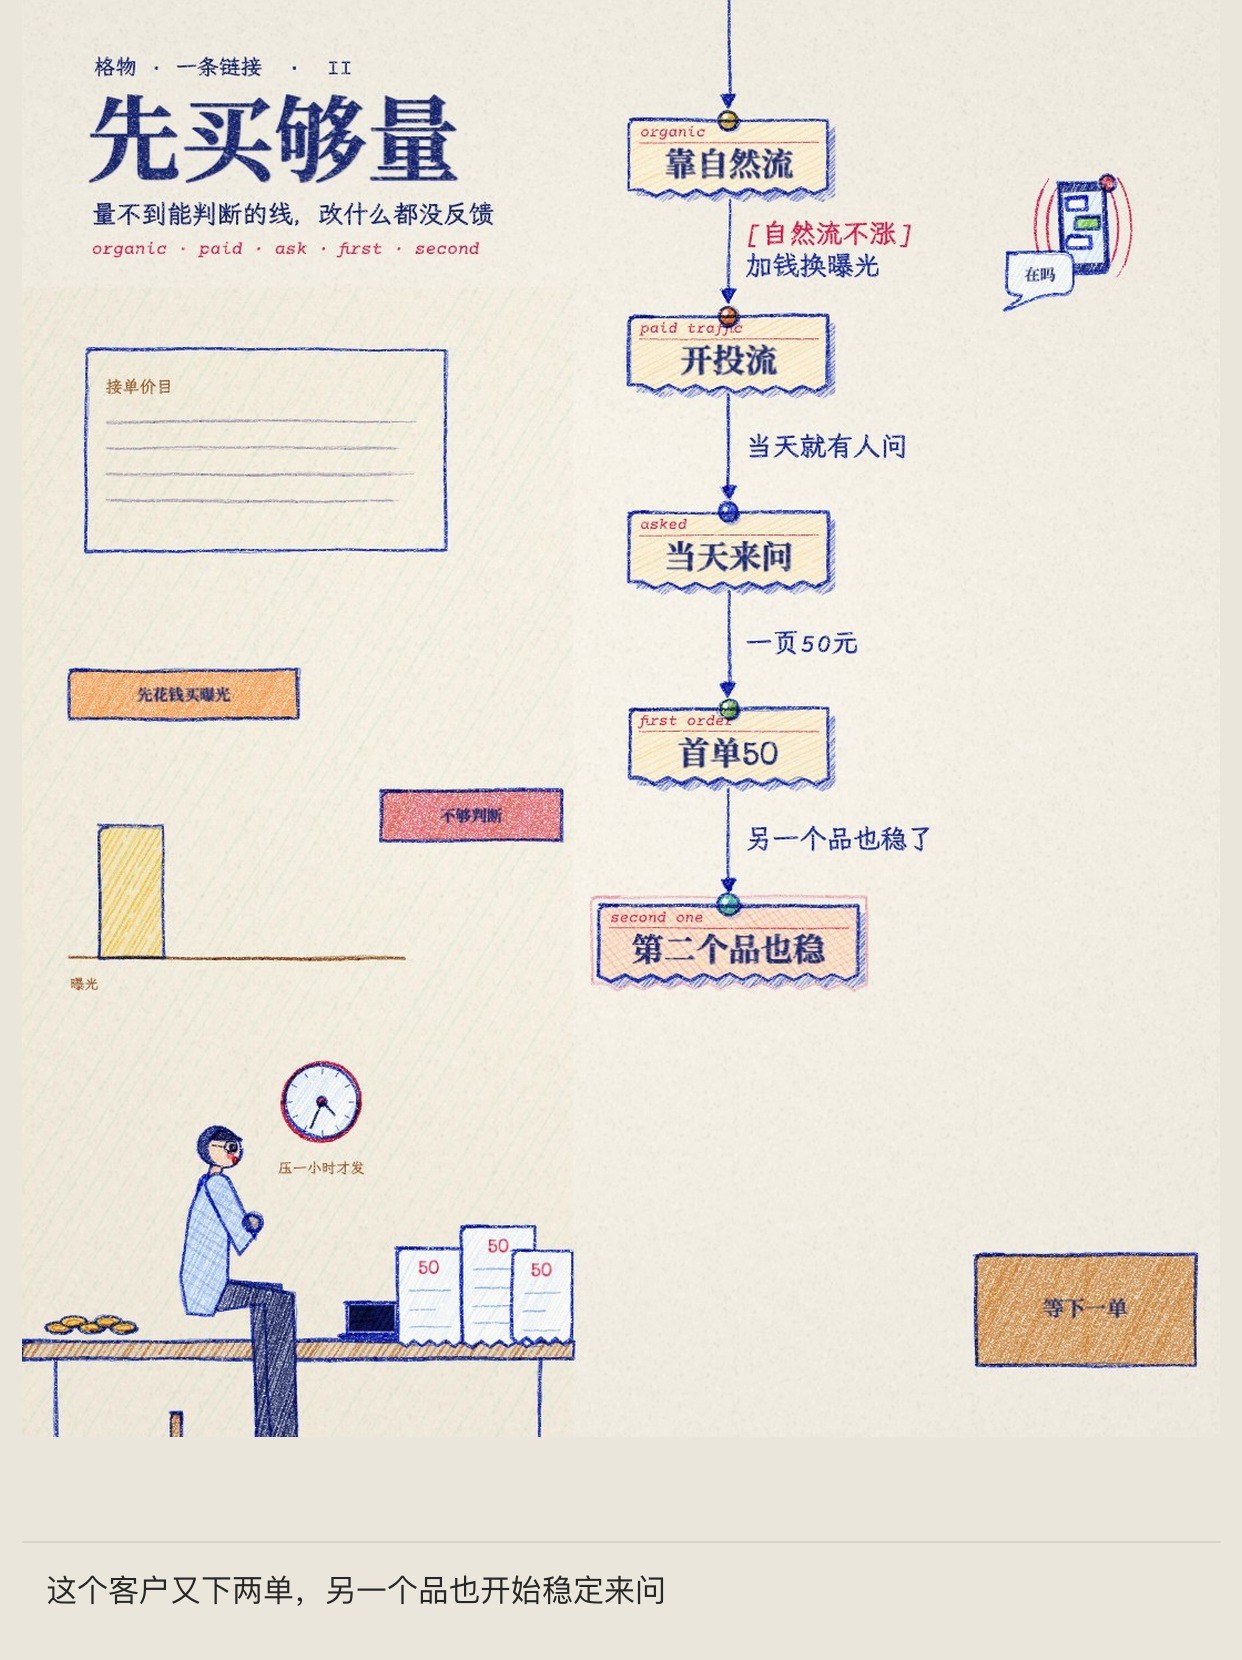 格物 · 一条链接 · II
先买够量
量不到能判断的线，改什么都没反馈
organic · paid · ask · first · second
接单价目
先花钱买曝光
不够判断
曝光
压一小时才发
50
50
50
organic
靠自然流
[自然流不涨]
加钱换曝光
paid traffic
开投流
当天就有人问
asked
当天来问
一页50元
first order
首单50
另一个品也稳了
second one
第二个品也稳
在吗
等下一单
这个客户又下两单，另一个品也开始稳定来问